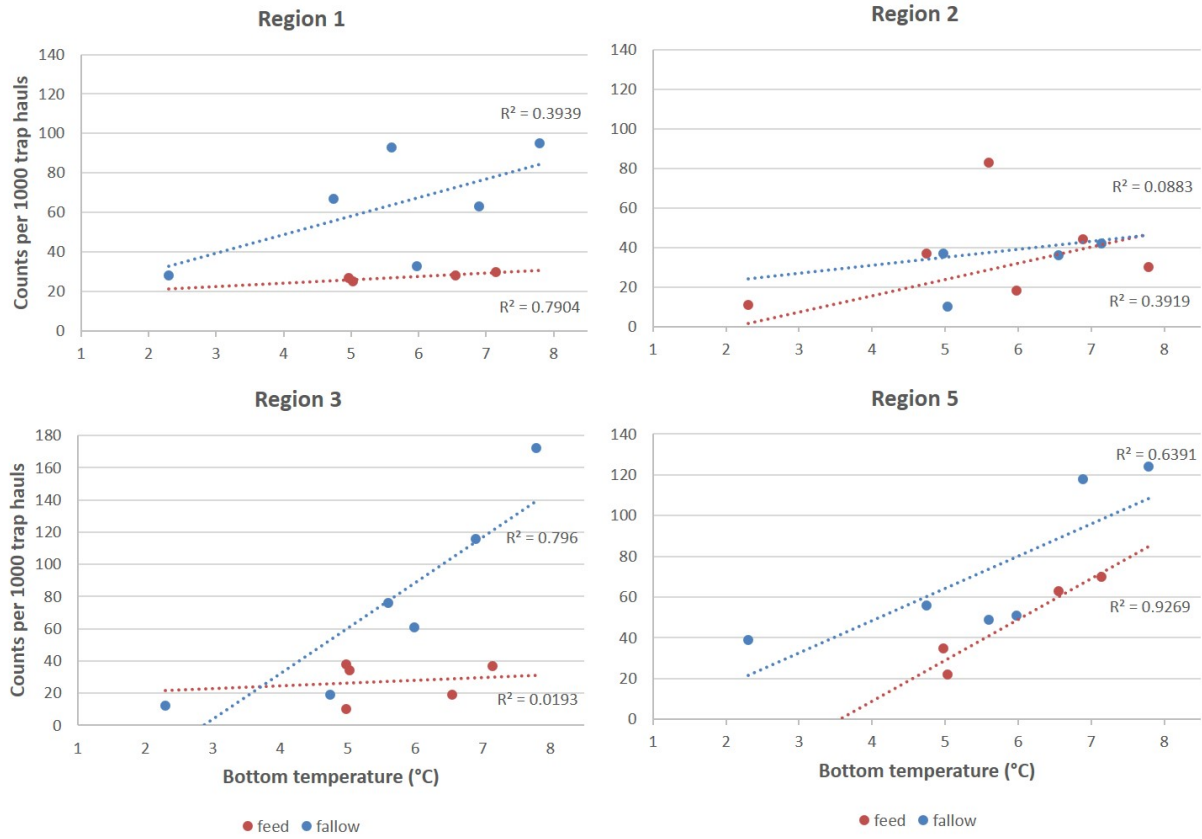 Region 1
Counts per 1000 trap hauls
140
120
100
80
60
40
20
0
R² = 0.3939
R² = 0.7904
1 2 3 4 5 6 7 8
Region 2
140
120
100
80
60
40
20
0
R² = 0.0883
R² = 0.3919
1 2 3 4 5 6 7 8
Region 3
Counts per 1000 trap hauls
180
160
140
120
100
80
60
40
20
0
R² = 0.796
R² = 0.0193
1 2 3 4 5 6 7 8
Bottom temperature (°C)
Region 5
140
120
100
80
60
40
20
0
R² = 0.6391
R² = 0.9269
1 2 3 4 5 6 7 8
Bottom temperature (°C)
feed fallow
feed fallow